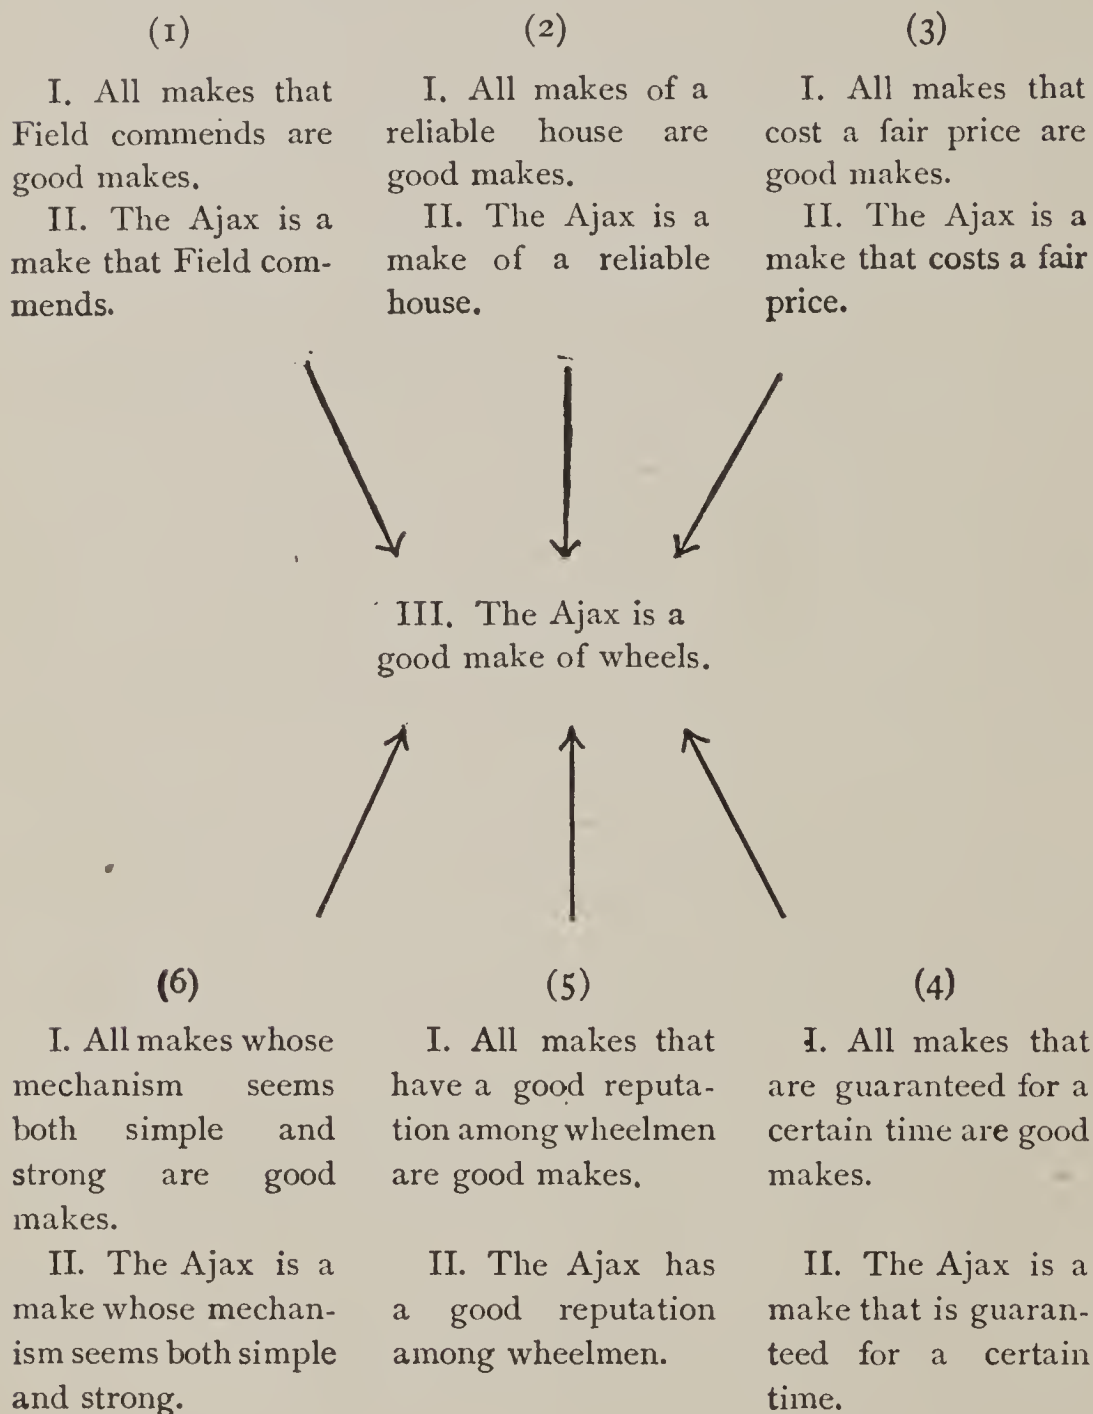 (1)
I. All makes that
Field commends are
good makes.
II. The Ajax is a
make that Field com-
mends.
(2)
I. All makes of a
reliable house are
good makes.
II. The Ajax is a
make of a reliable
house.
(3)
I. All makes that
cost a fair price are
good makes.
II. The Ajax is a
make that costs a fair
price.
III. The Ajax is a
good make of wheels.
(6)
I. All makes whose
mechanism seems
both simple and
strong are good
makes.
II. The Ajax is a
make whose mechan-
ism seems both simple
and strong.
(5)
I. All makes that
have a good reputa-
tion among wheelmen
are good makes.
II. The Ajax has
a good reputation
among wheelmen.
(4)
I. All makes that
are guaranteed for a
certain time are good
makes.
II. The Ajax is a
make that is guaran-
teed for a certain
time.